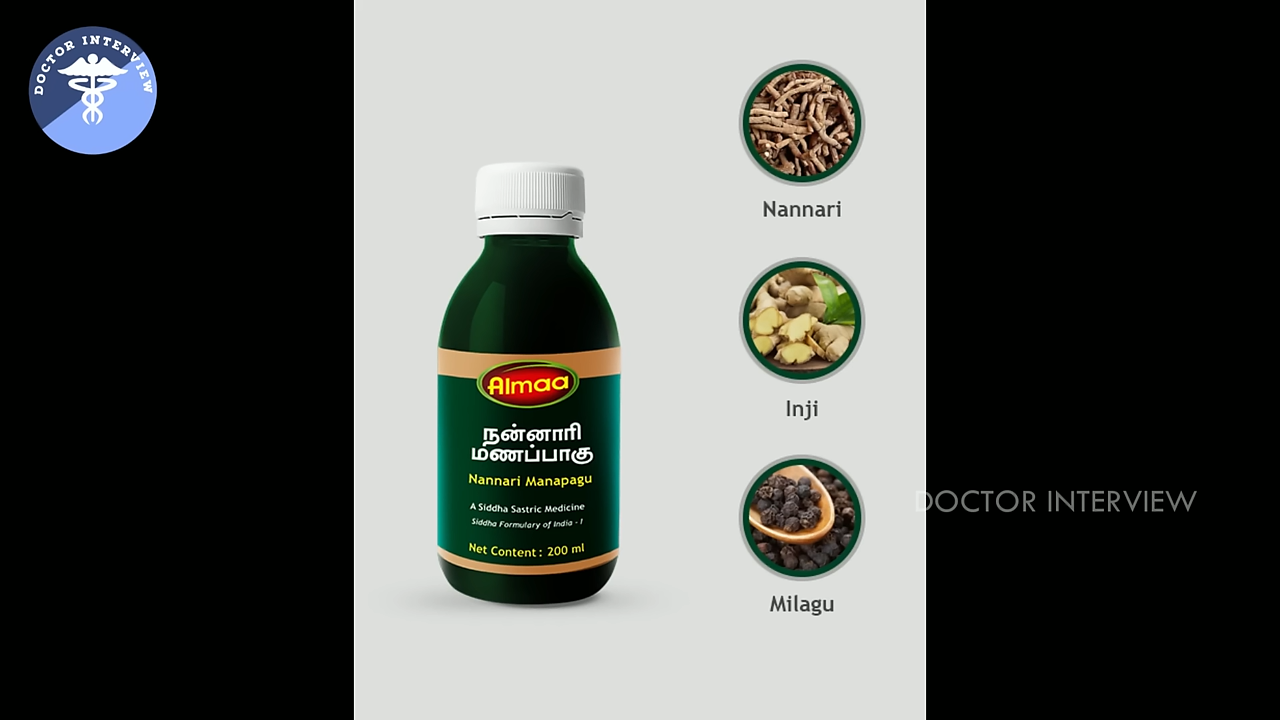 DOCTOR INTERVIEW
Almaa
நன்னாரி
மணப்பாகு
Nannari Manapagu
A Siddha Sastric Medicine
Siddha Formulary of India - I
Net Content : 200 ml
Nannari
Inji
Milagu
DOCTOR INTERVIEW